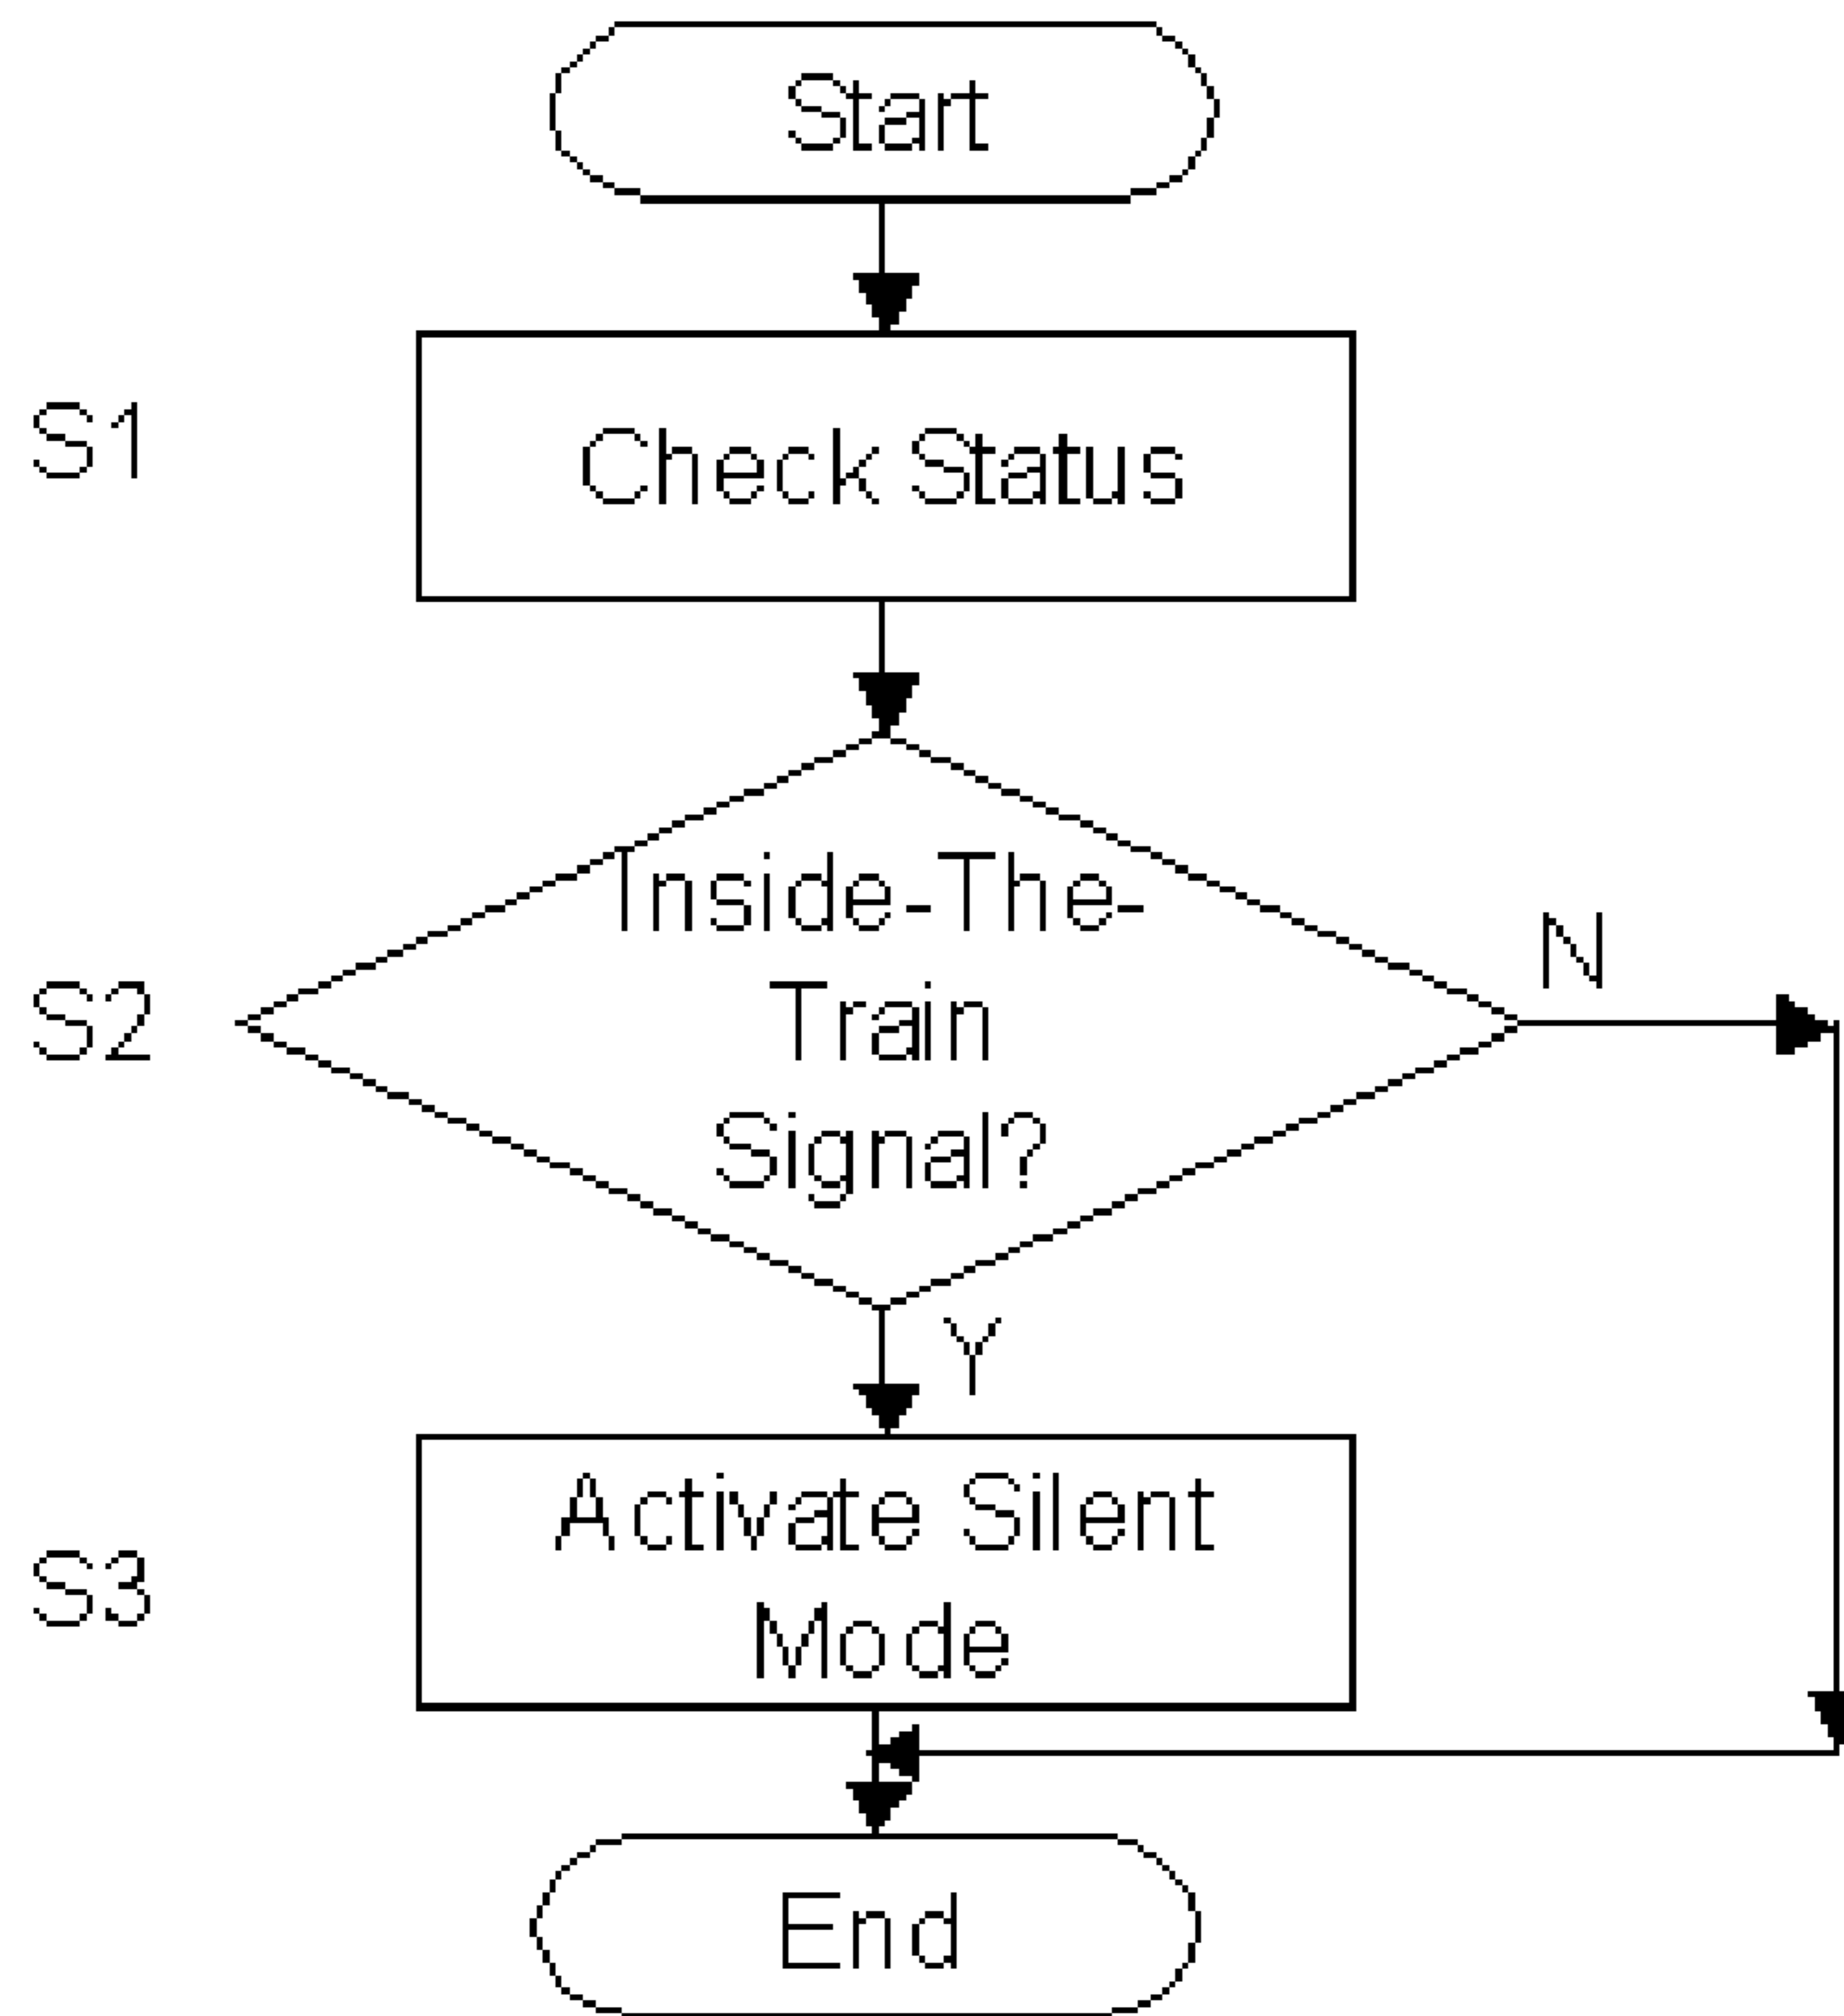 Start
S1
Check Status
Inside-The-
N
S2
Train
Signal?
Y
Activate Silent
S3
Mode
End